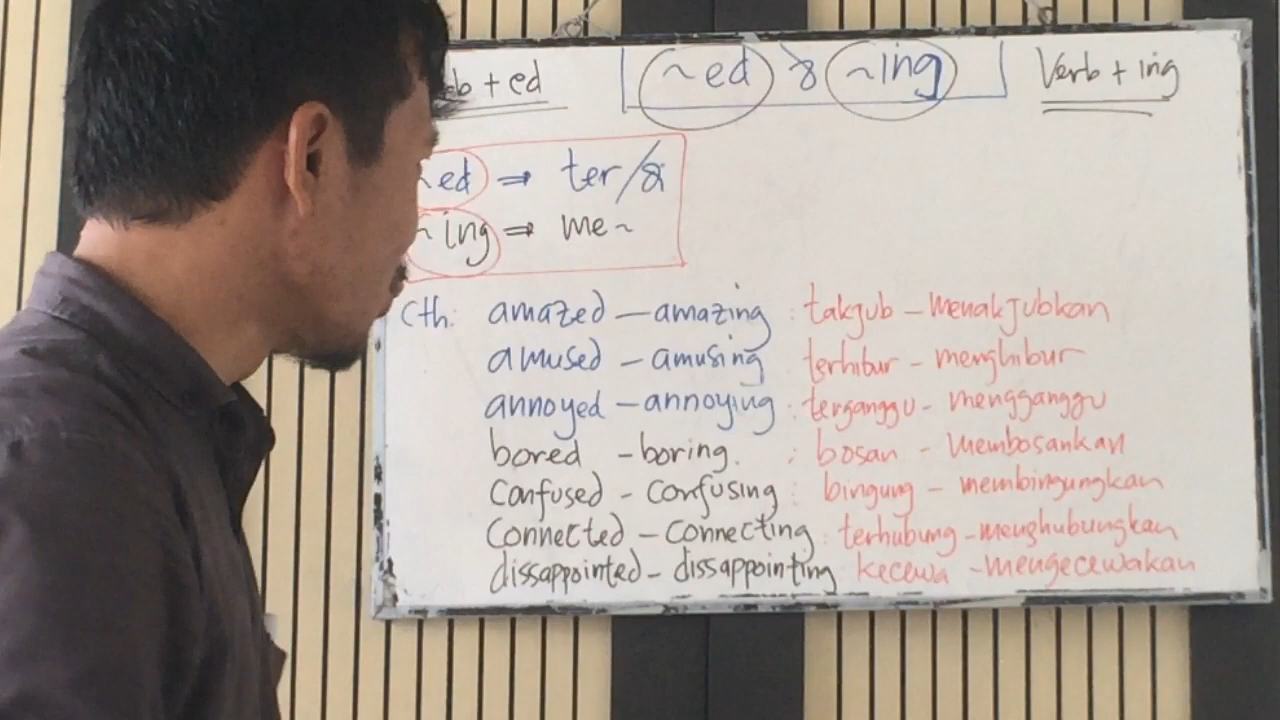 b + ed ~ed & ~ing Verb + ing
~ed ⇒ ter/di
~ing ⇒ me~
Cth: amazed – amazing : takjub – menakjubkan
amused – amusing terhibur – menghibur
annoyed – annoying : terganggu – mengganggu
bored – boring. : bosan – membosankan
confused – confusing : bingung – membingungkan
connected – connecting : terhubung – menghubungkan
dissappointed – dissappointing kecewa – mengecewakan